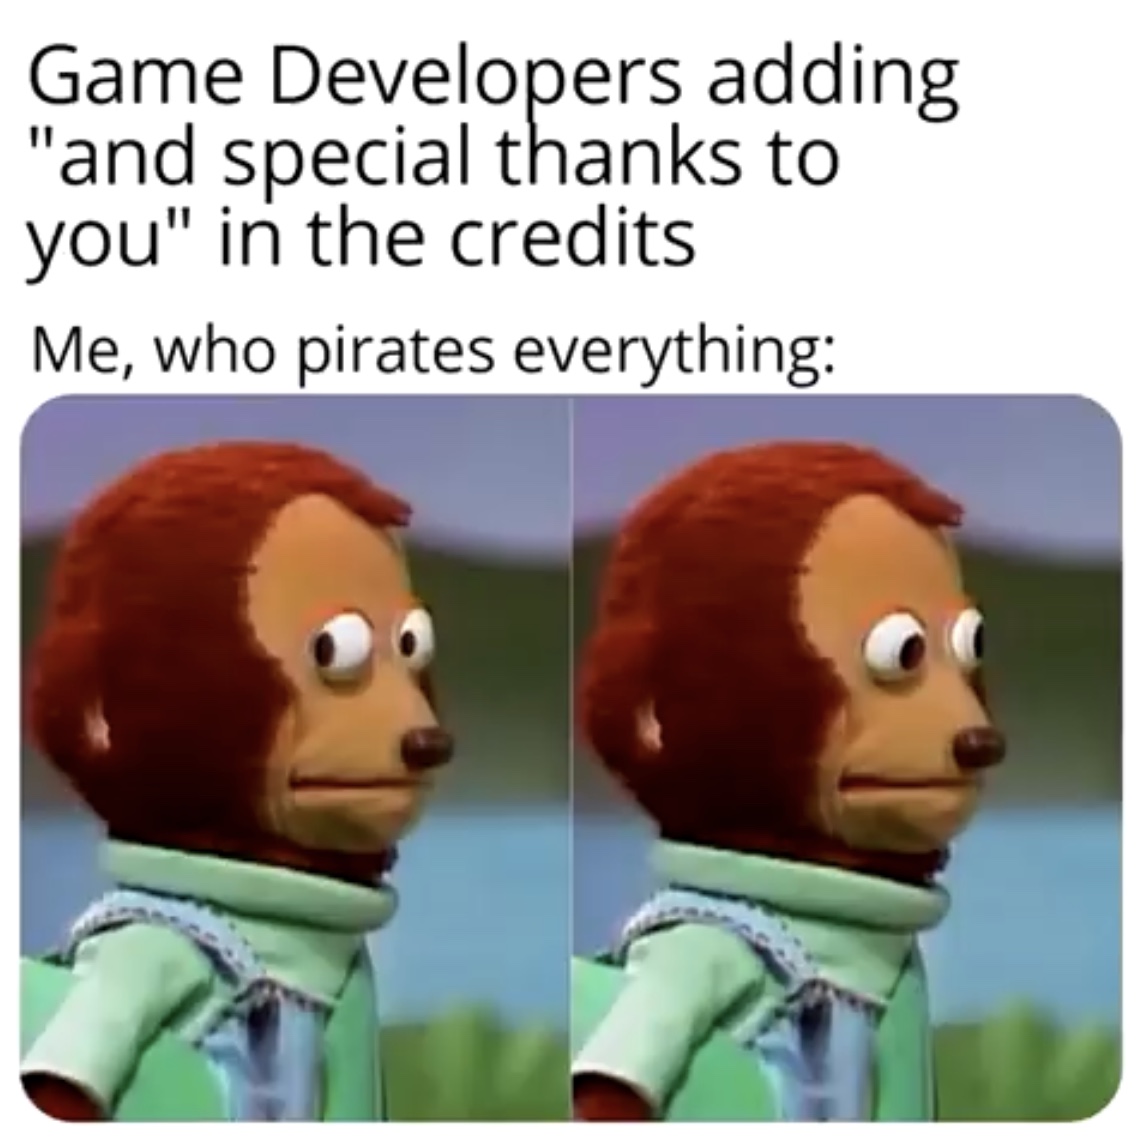 Game Developers adding
"and special thanks to
you" in the credits
Me, who pirates everything: